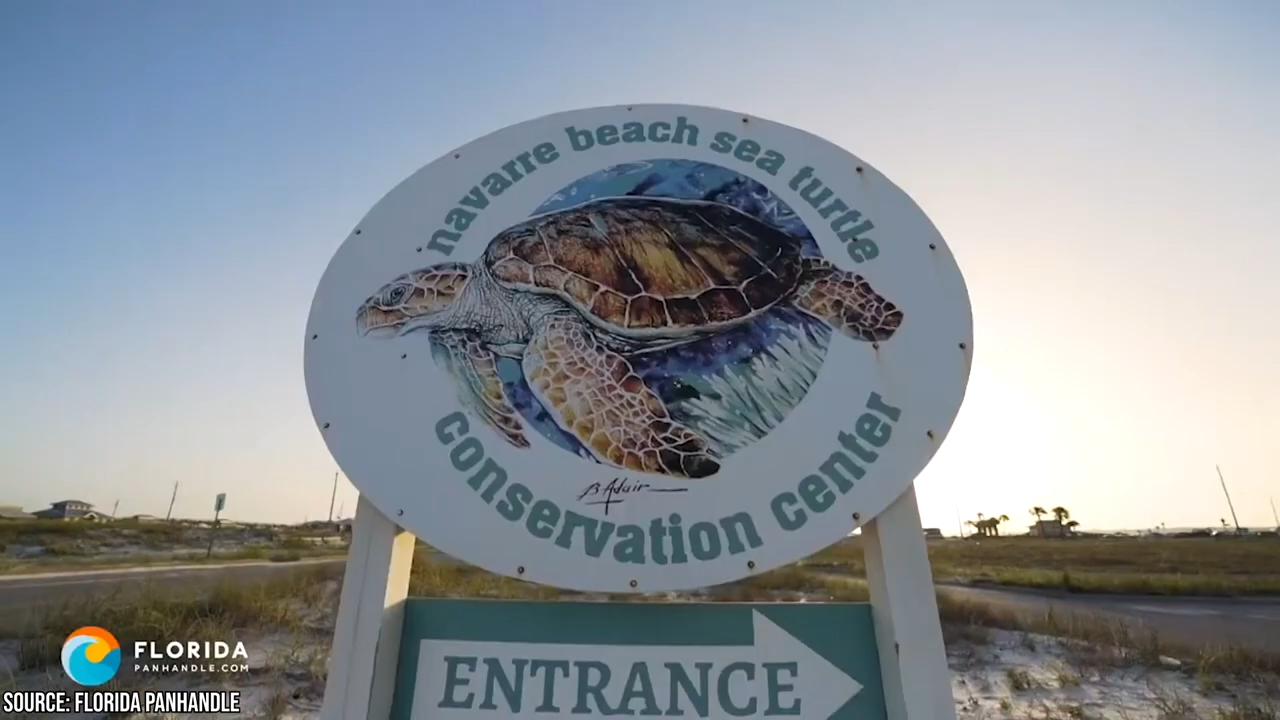 navarre beach sea turtle
conservation center
B Adair
ENTRANCE
FLORIDA
PANHANDLE.COM
SOURCE: FLORIDA PANHANDLE